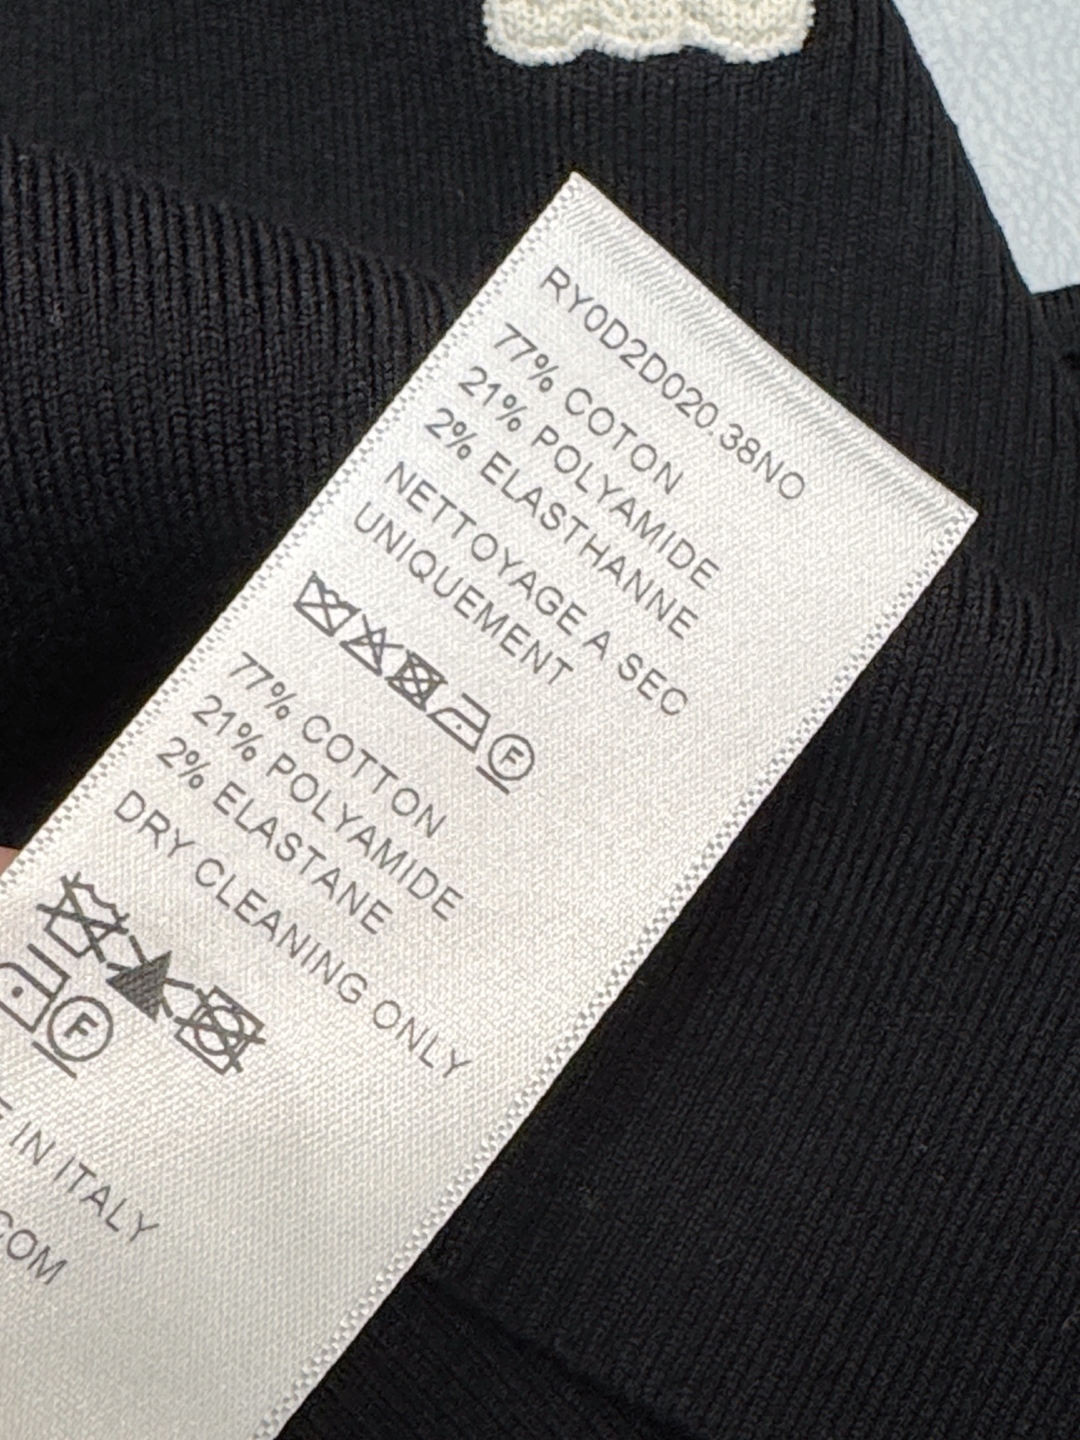 RY0D2D020.38NO
77% COTON
21% POLYAMIDE
2% ELASTHANNE
NETTOYAGE A SEC
UNIQUEMENT
F
77% COTTON
21% POLYAMIDE
2% ELASTANE
DRY CLEANING ONLY
F
IN ITALY